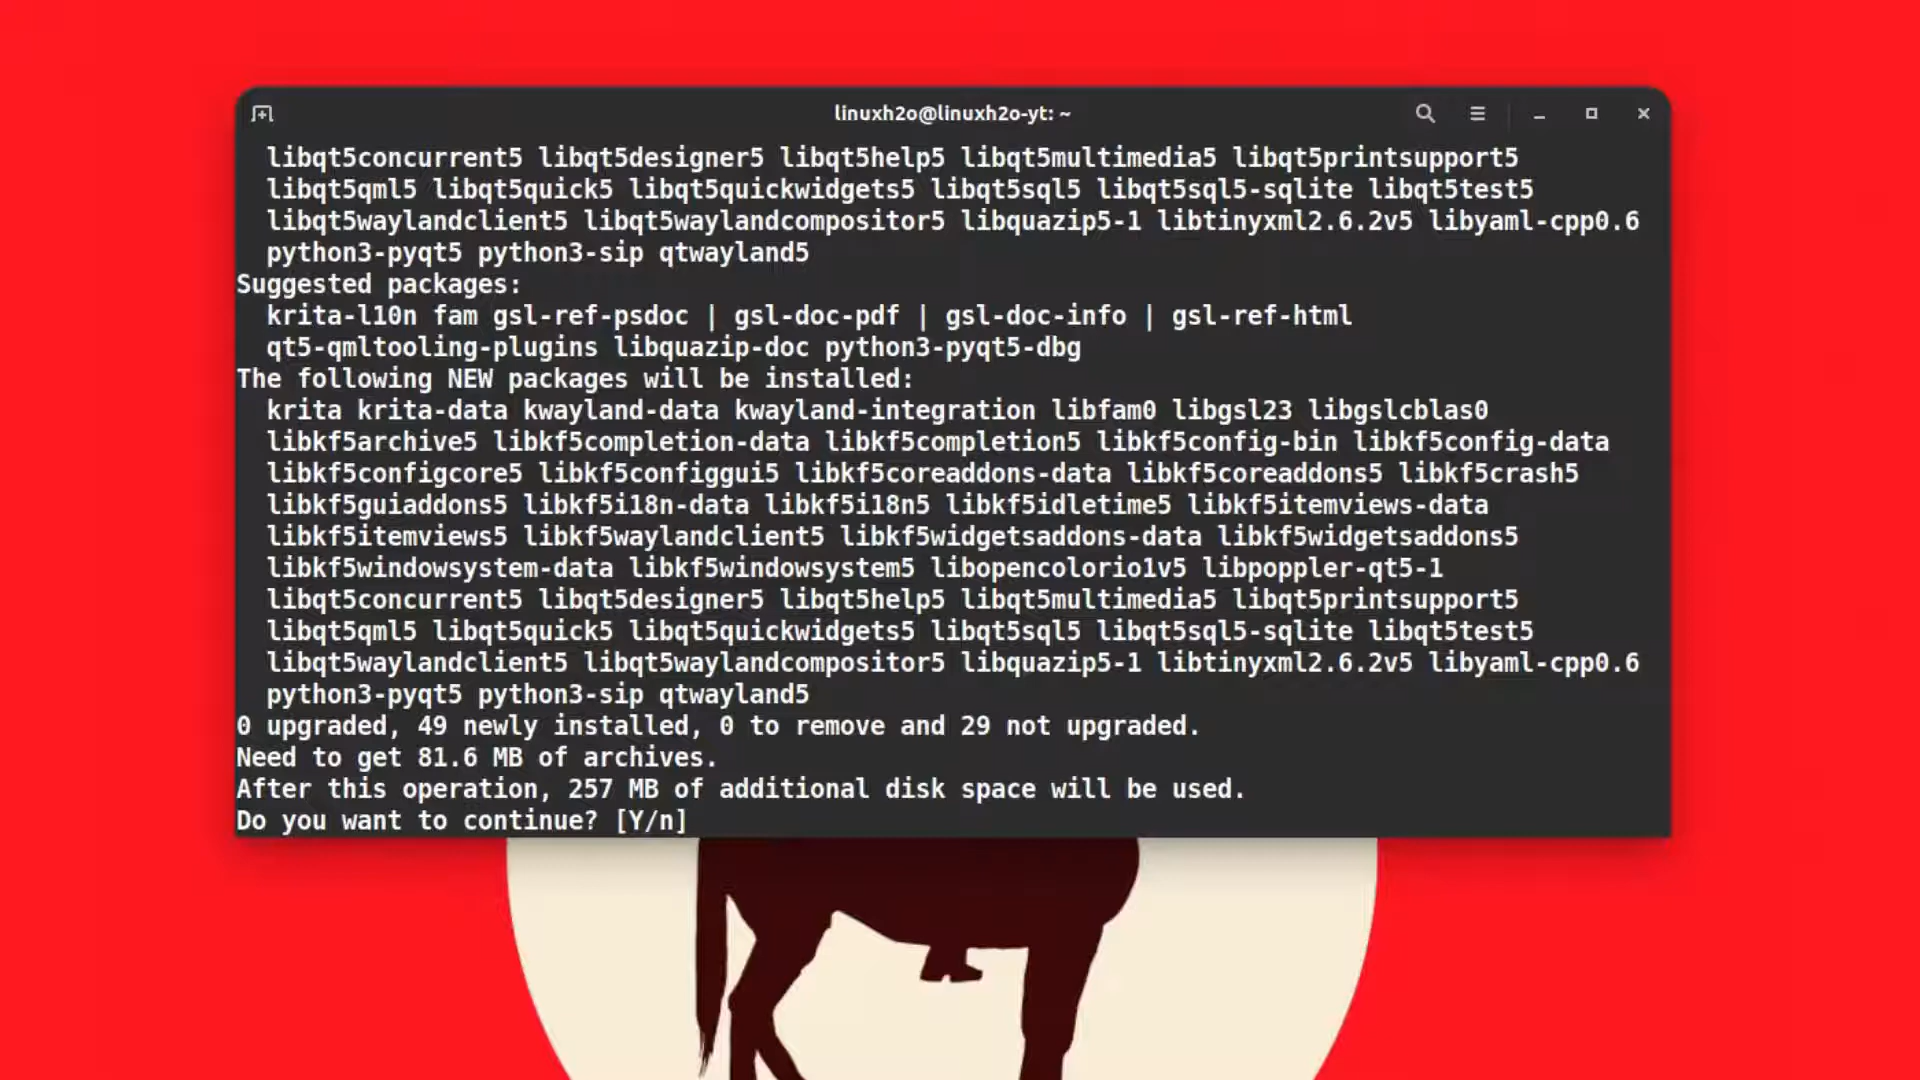 linuxh2o@linuxh2o-yt: ~
libqt5concurrent5 libqt5designer5 libqt5help5 libqt5multimedia5 libqt5printsupport5
libqt5qml5 libqt5quick5 libqt5quickwidgets5 libqt5sql5 libqt5sql5-sqlite libqt5test5
libqt5waylandclient5 libqt5waylandcompositor5 libquazip5-1 libtinyxml2.6.2v5 libyaml-cpp0.6
python3-pyqt5 python3-sip qtwayland5
Suggested packages:
krita-l10n fam gsl-ref-psdoc | gsl-doc-pdf | gsl-doc-info | gsl-ref-html
qt5-qmltooling-plugins libquazip-doc python3-pyqt5-dbg
The following NEW packages will be installed:
krita krita-data kwayland-data kwayland-integration libfam0 libgsl23 libgslcblas0
libkf5archive5 libkf5completion-data libkf5completion5 libkf5config-bin libkf5config-data
libkf5configcore5 libkf5configgui5 libkf5coreaddons-data libkf5coreaddons5 libkf5crash5
libkf5guiaddons5 libkf5i18n-data libkf5i18n5 libkf5idletime5 libkf5itemviews-data
libkf5itemviews5 libkf5waylandclient5 libkf5widgetsaddons-data libkf5widgetsaddons5
libkf5windowsystem-data libkf5windowsystem5 libopencolorio1v5 libpoppler-qt5-1
libqt5concurrent5 libqt5designer5 libqt5help5 libqt5multimedia5 libqt5printsupport5
libqt5qml5 libqt5quick5 libqt5quickwidgets5 libqt5sql5 libqt5sql5-sqlite libqt5test5
libqt5waylandclient5 libqt5waylandcompositor5 libquazip5-1 libtinyxml2.6.2v5 libyaml-cpp0.6
python3-pyqt5 python3-sip qtwayland5
0 upgraded, 49 newly installed, 0 to remove and 29 not upgraded.
Need to get 81.6 MB of archives.
After this operation, 257 MB of additional disk space will be used.
Do you want to continue? [Y/n]